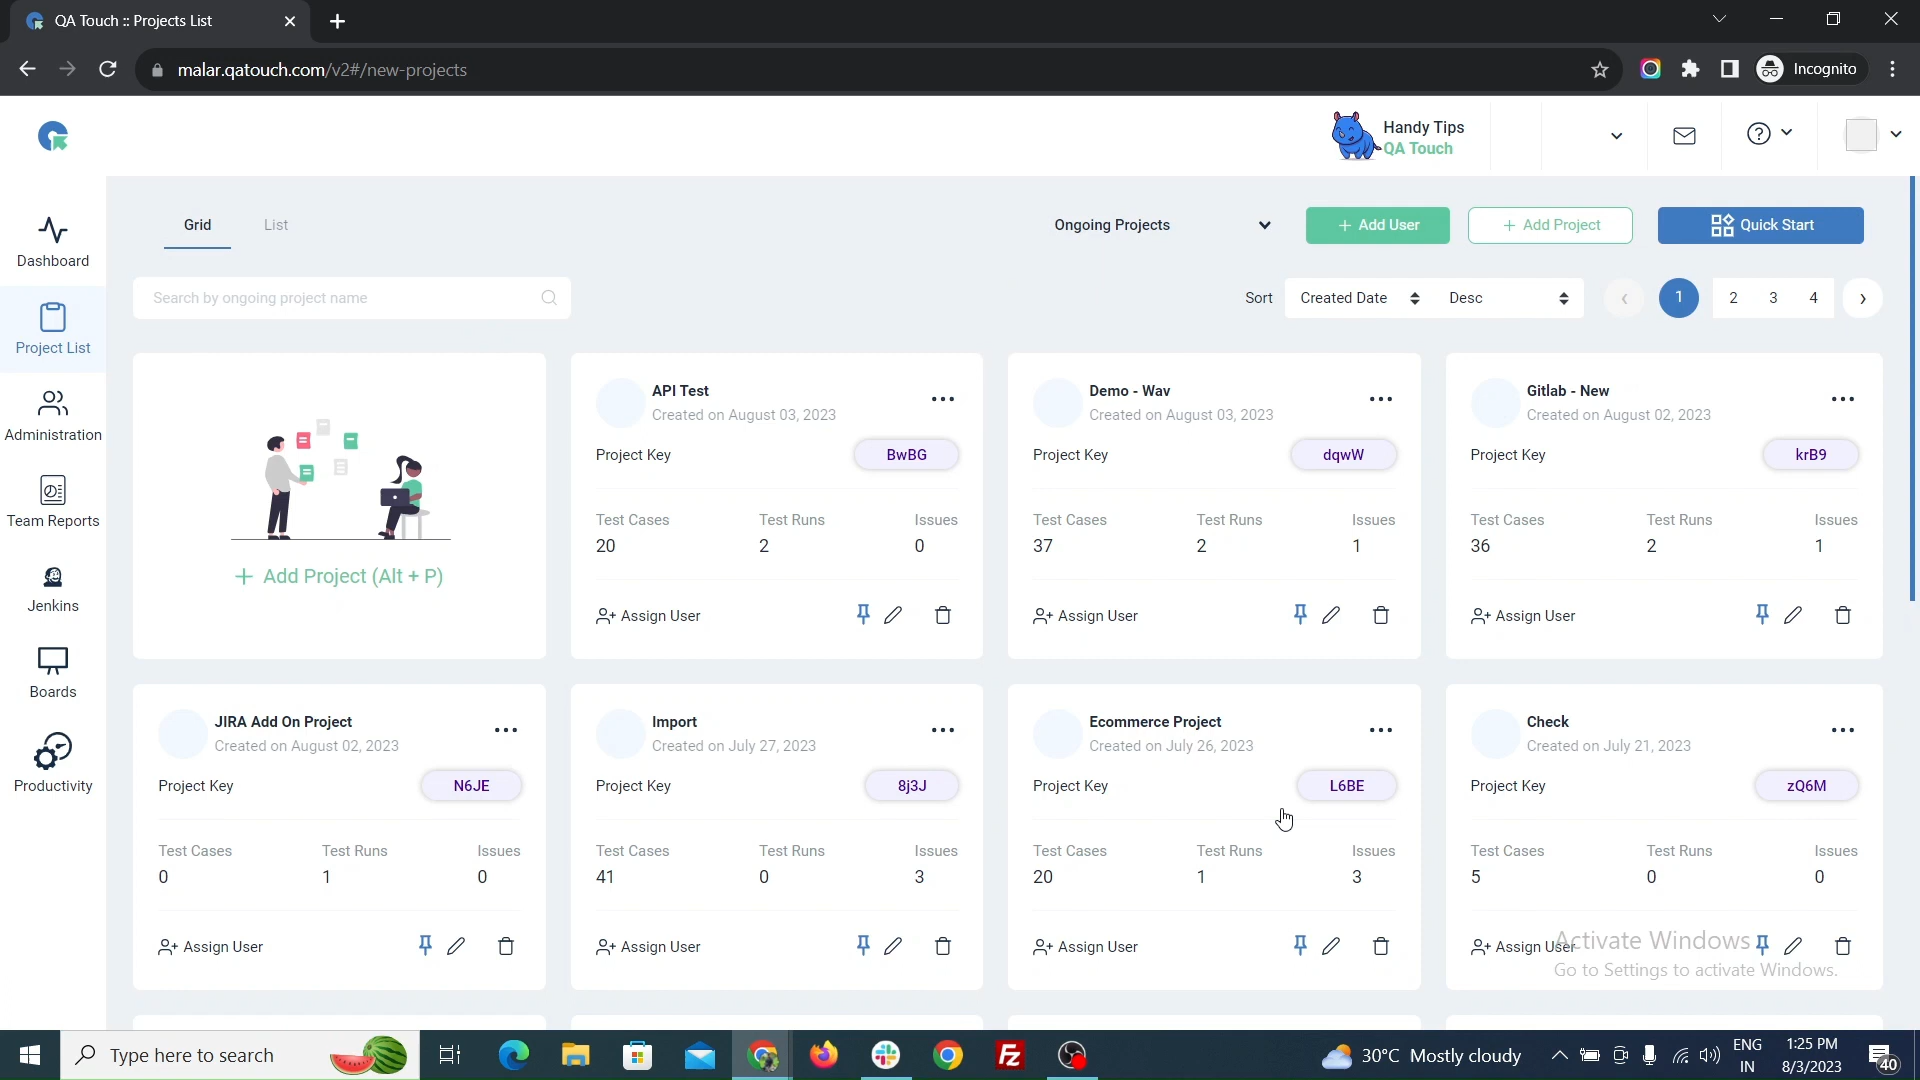 QA Touch :: Projects List
malar.qatouch.com/v2#/new-projects
Incognito
Handy Tips
QA Touch
Dashboard
Project List
Administration
Team Reports
Jenkins
Boards
Productivity
Grid
List
Ongoing Projects
+ Add User
+ Add Project
Quick Start
Search by ongoing project name
Sort
Created Date
Desc
1
2
3
4
+ Add Project (Alt + P)
API Test
Created on August 03, 2023
Project Key
BwBG
Test Cases Test Runs Issues
20 2 0
Assign User
Demo - Wav
Created on August 03, 2023
Project Key
dqwW
Test Cases Test Runs Issues
37 2 1
Assign User
Gitlab - New
Created on August 02, 2023
Project Key
krB9
Test Cases Test Runs Issues
36 2 1
Assign User
JIRA Add On Project
Created on August 02, 2023
Project Key
N6JE
Test Cases Test Runs Issues
0 1 0
Assign User
Import
Created on July 27, 2023
Project Key
8j3J
Test Cases Test Runs Issues
41 0 3
Assign User
Ecommerce Project
Created on July 26, 2023
Project Key
L6BE
Test Cases Test Runs Issues
20 1 3
Assign User
Check
Created on July 21, 2023
Project Key
zQ6M
Test Cases Test Runs Issues
5 0 0
Assign User
Activate Windows
Go to Settings to activate Windows.
Type here to search
30°C Mostly cloudy
ENG
IN
1:25 PM
8/3/2023
40